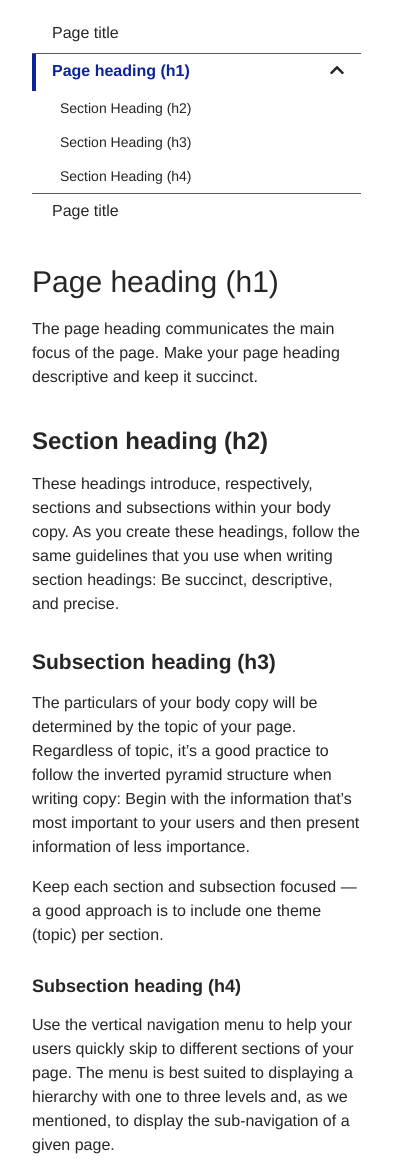 Page title
Page heading (h1)
Section Heading (h2)
Section Heading (h3)
Section Heading (h4)
Page title
Page heading (h1)
The page heading communicates the main
focus of the page. Make your page heading
descriptive and keep it succinct.
Section heading (h2)
These headings introduce, respectively,
sections and subsections within your body
copy. As you create these headings, follow the
same guidelines that you use when writing
section headings: Be succinct, descriptive,
and precise.
Subsection heading (h3)
The particulars of your body copy will be
determined by the topic of your page.
Regardless of topic, it’s a good practice to
follow the inverted pyramid structure when
writing copy: Begin with the information that’s
most important to your users and then present
information of less importance.
Keep each section and subsection focused —
a good approach is to include one theme
(topic) per section.
Subsection heading (h4)
Use the vertical navigation menu to help your
users quickly skip to different sections of your
page. The menu is best suited to displaying a
hierarchy with one to three levels and, as we
mentioned, to display the sub-navigation of a
given page.